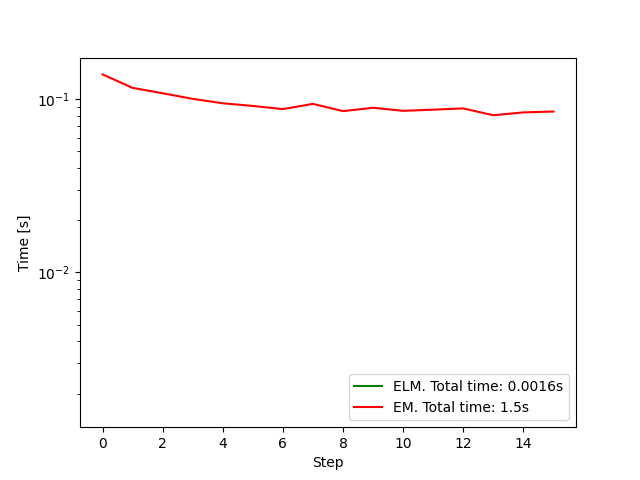 Time [s]
10⁻¹
10⁻²
0 2 4 6 8 10 12 14
Step
ELM. Total time: 0.0016s
EM. Total time: 1.5s